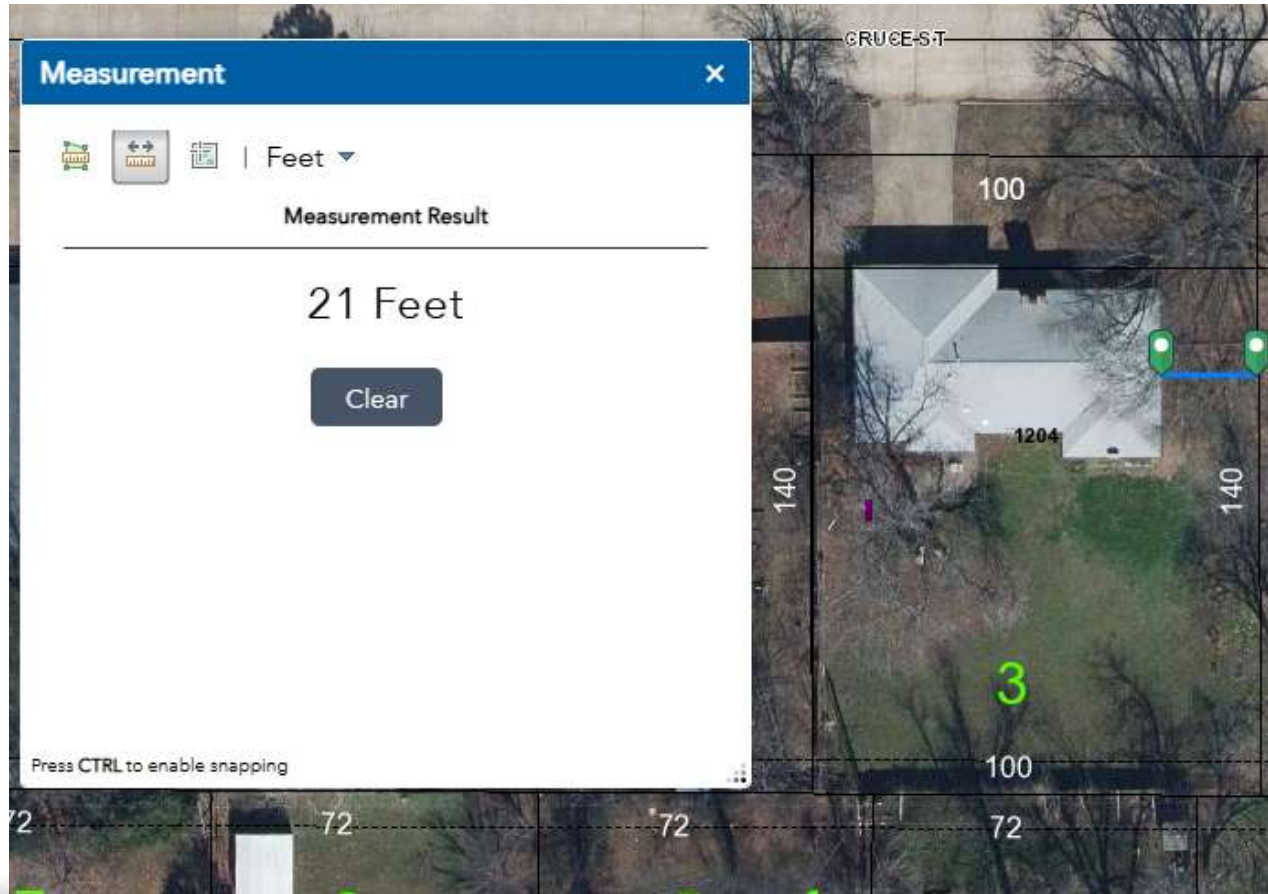 CRUCE ST
Measurement
| Feet
Measurement Result
21 Feet
Clear
Press CTRL to enable snapping
100
1204
140
140
3
100
72
72
72
72